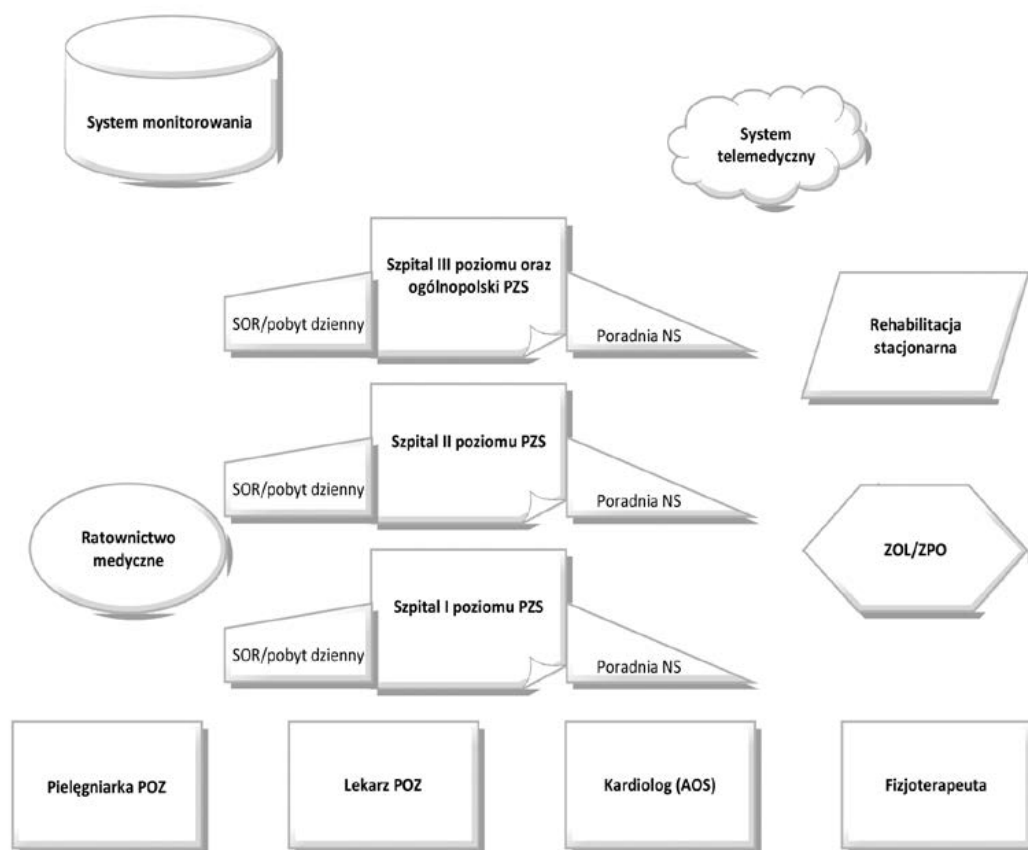 System monitorowania
System
telemedyczny
Szpital III poziomu oraz
ogólnopolski PZS
SOR/pobyt dzienny
Poradnia NS
Rehabilitacja
stacjonarna
Szpital II poziomu PZS
SOR/pobyt dzienny
Poradnia NS
Ratownictwo
medyczne
ZOL/ZPO
Szpital I poziomu PZS
SOR/pobyt dzienny
Poradnia NS
Pielęgniarka POZ
Lekarz POZ
Kardiolog (AOS)
Fizjoterapeuta